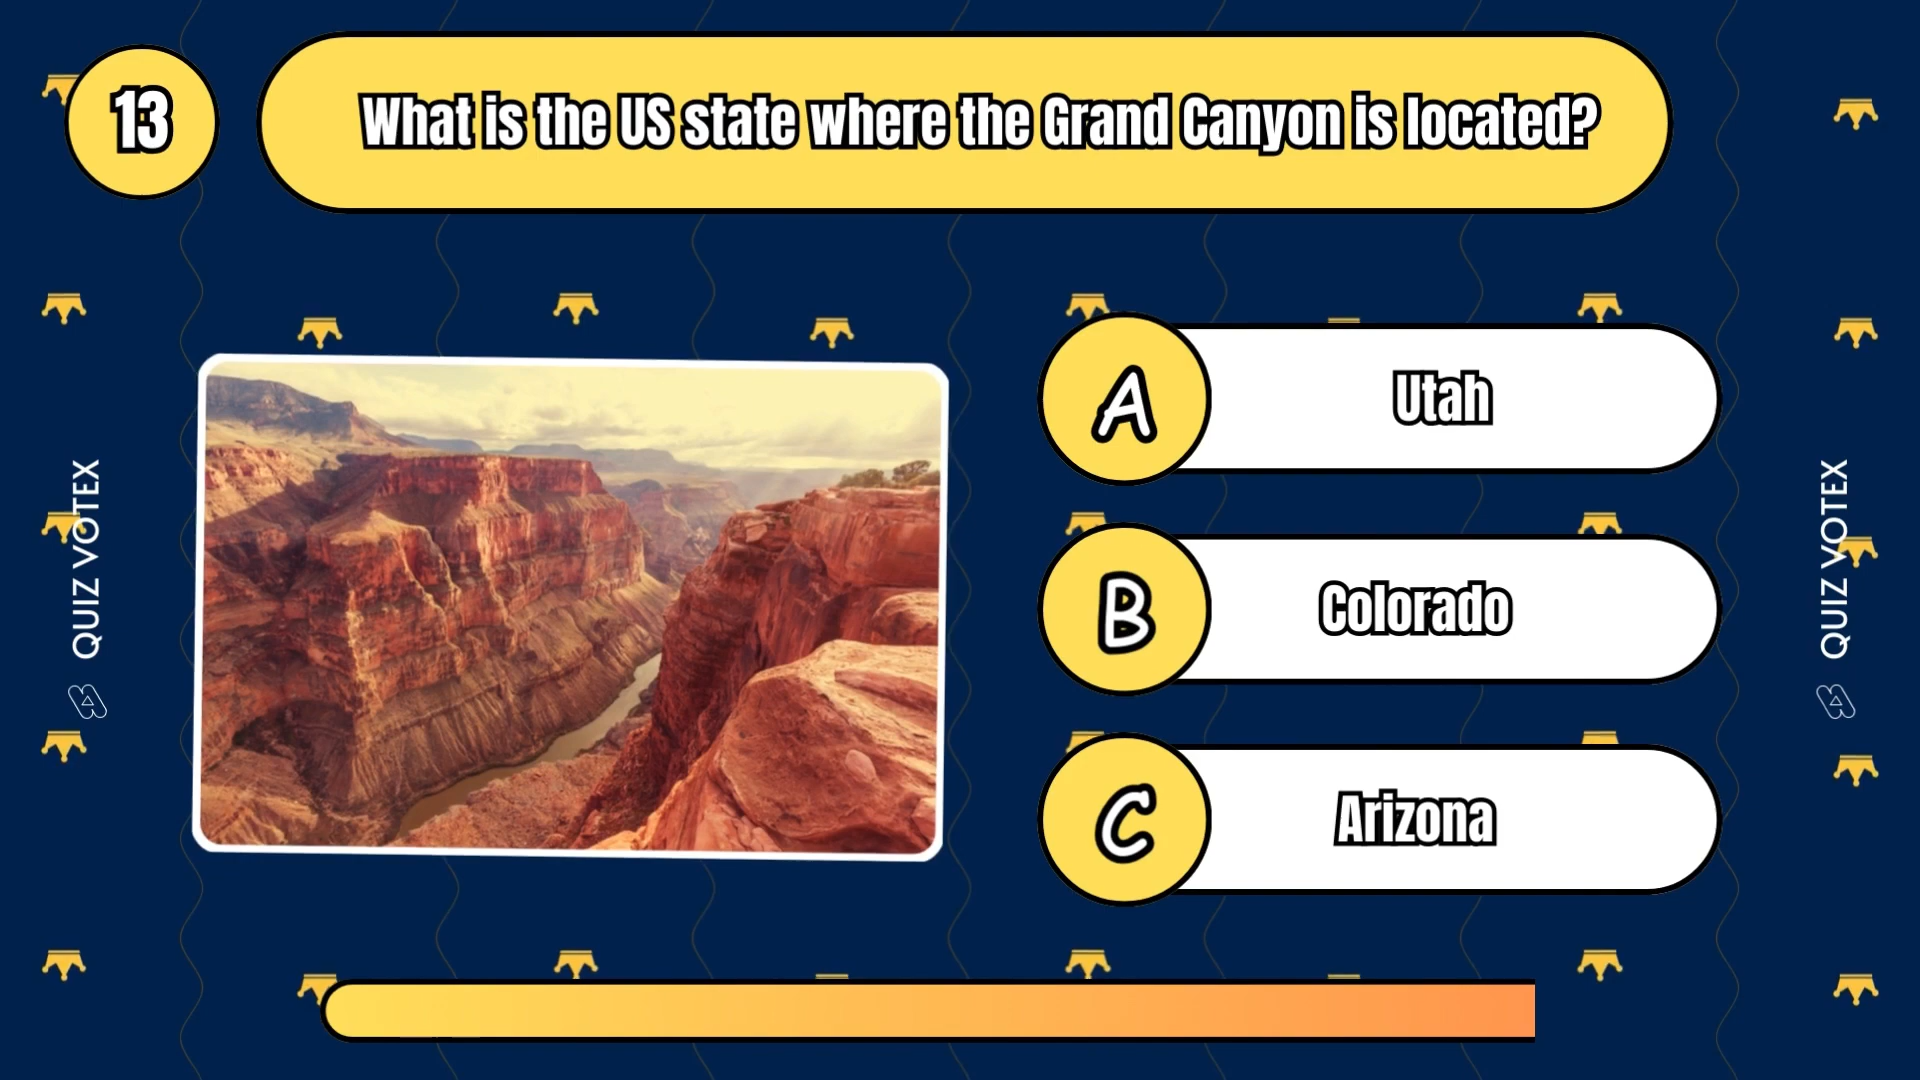 13
What is the US state where the Grand Canyon is located?
A
Utah
B
Colorado
C
Arizona
QUIZ VOTEX
QUIZ VOTEX